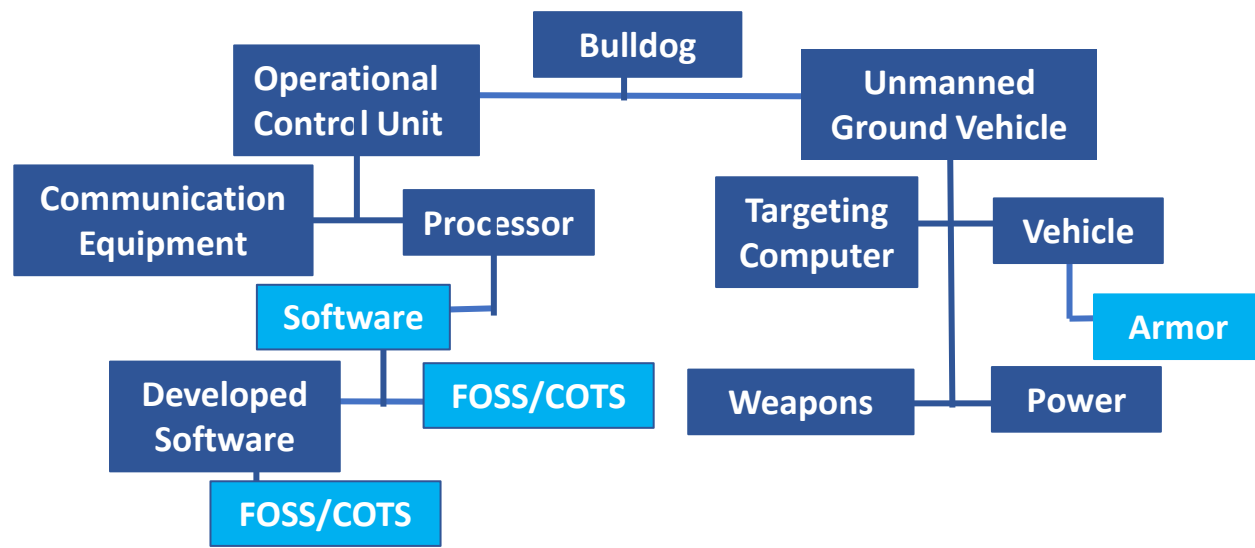 Bulldog
Operational
Control Unit
Unmanned
Ground Vehicle
Communication
Equipment
Processor
Targeting
Computer
Vehicle
Software
Armor
Developed
Software
FOSS/COTS
Weapons
Power
FOSS/COTS